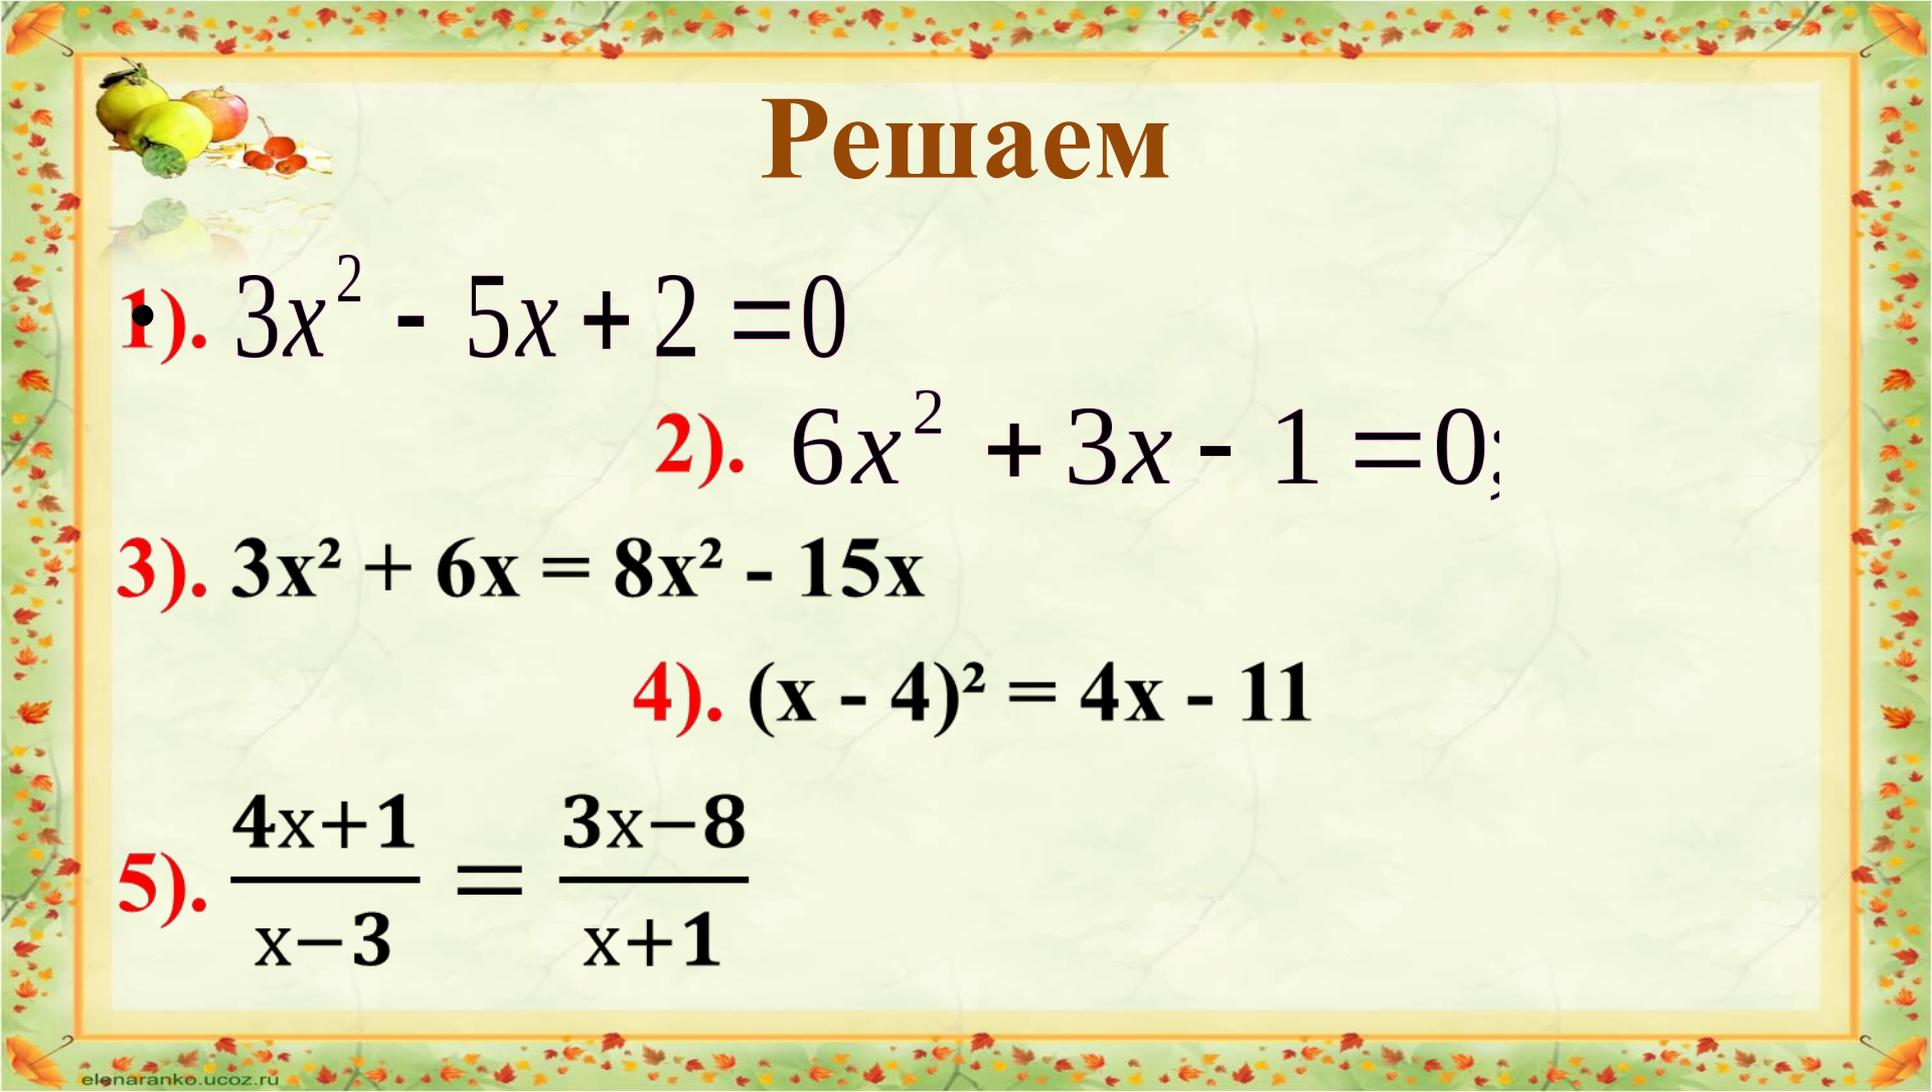 Решаем
1). 3x² - 5x + 2 = 0
2). 6x² + 3x - 1 = 0;
3). 3x² + 6x = 8x² - 15x
4). (x - 4)² = 4x - 11
5). (4x+1)/(x−3) = (3x−8)/(x+1)
elenaranko.ucoz.ru